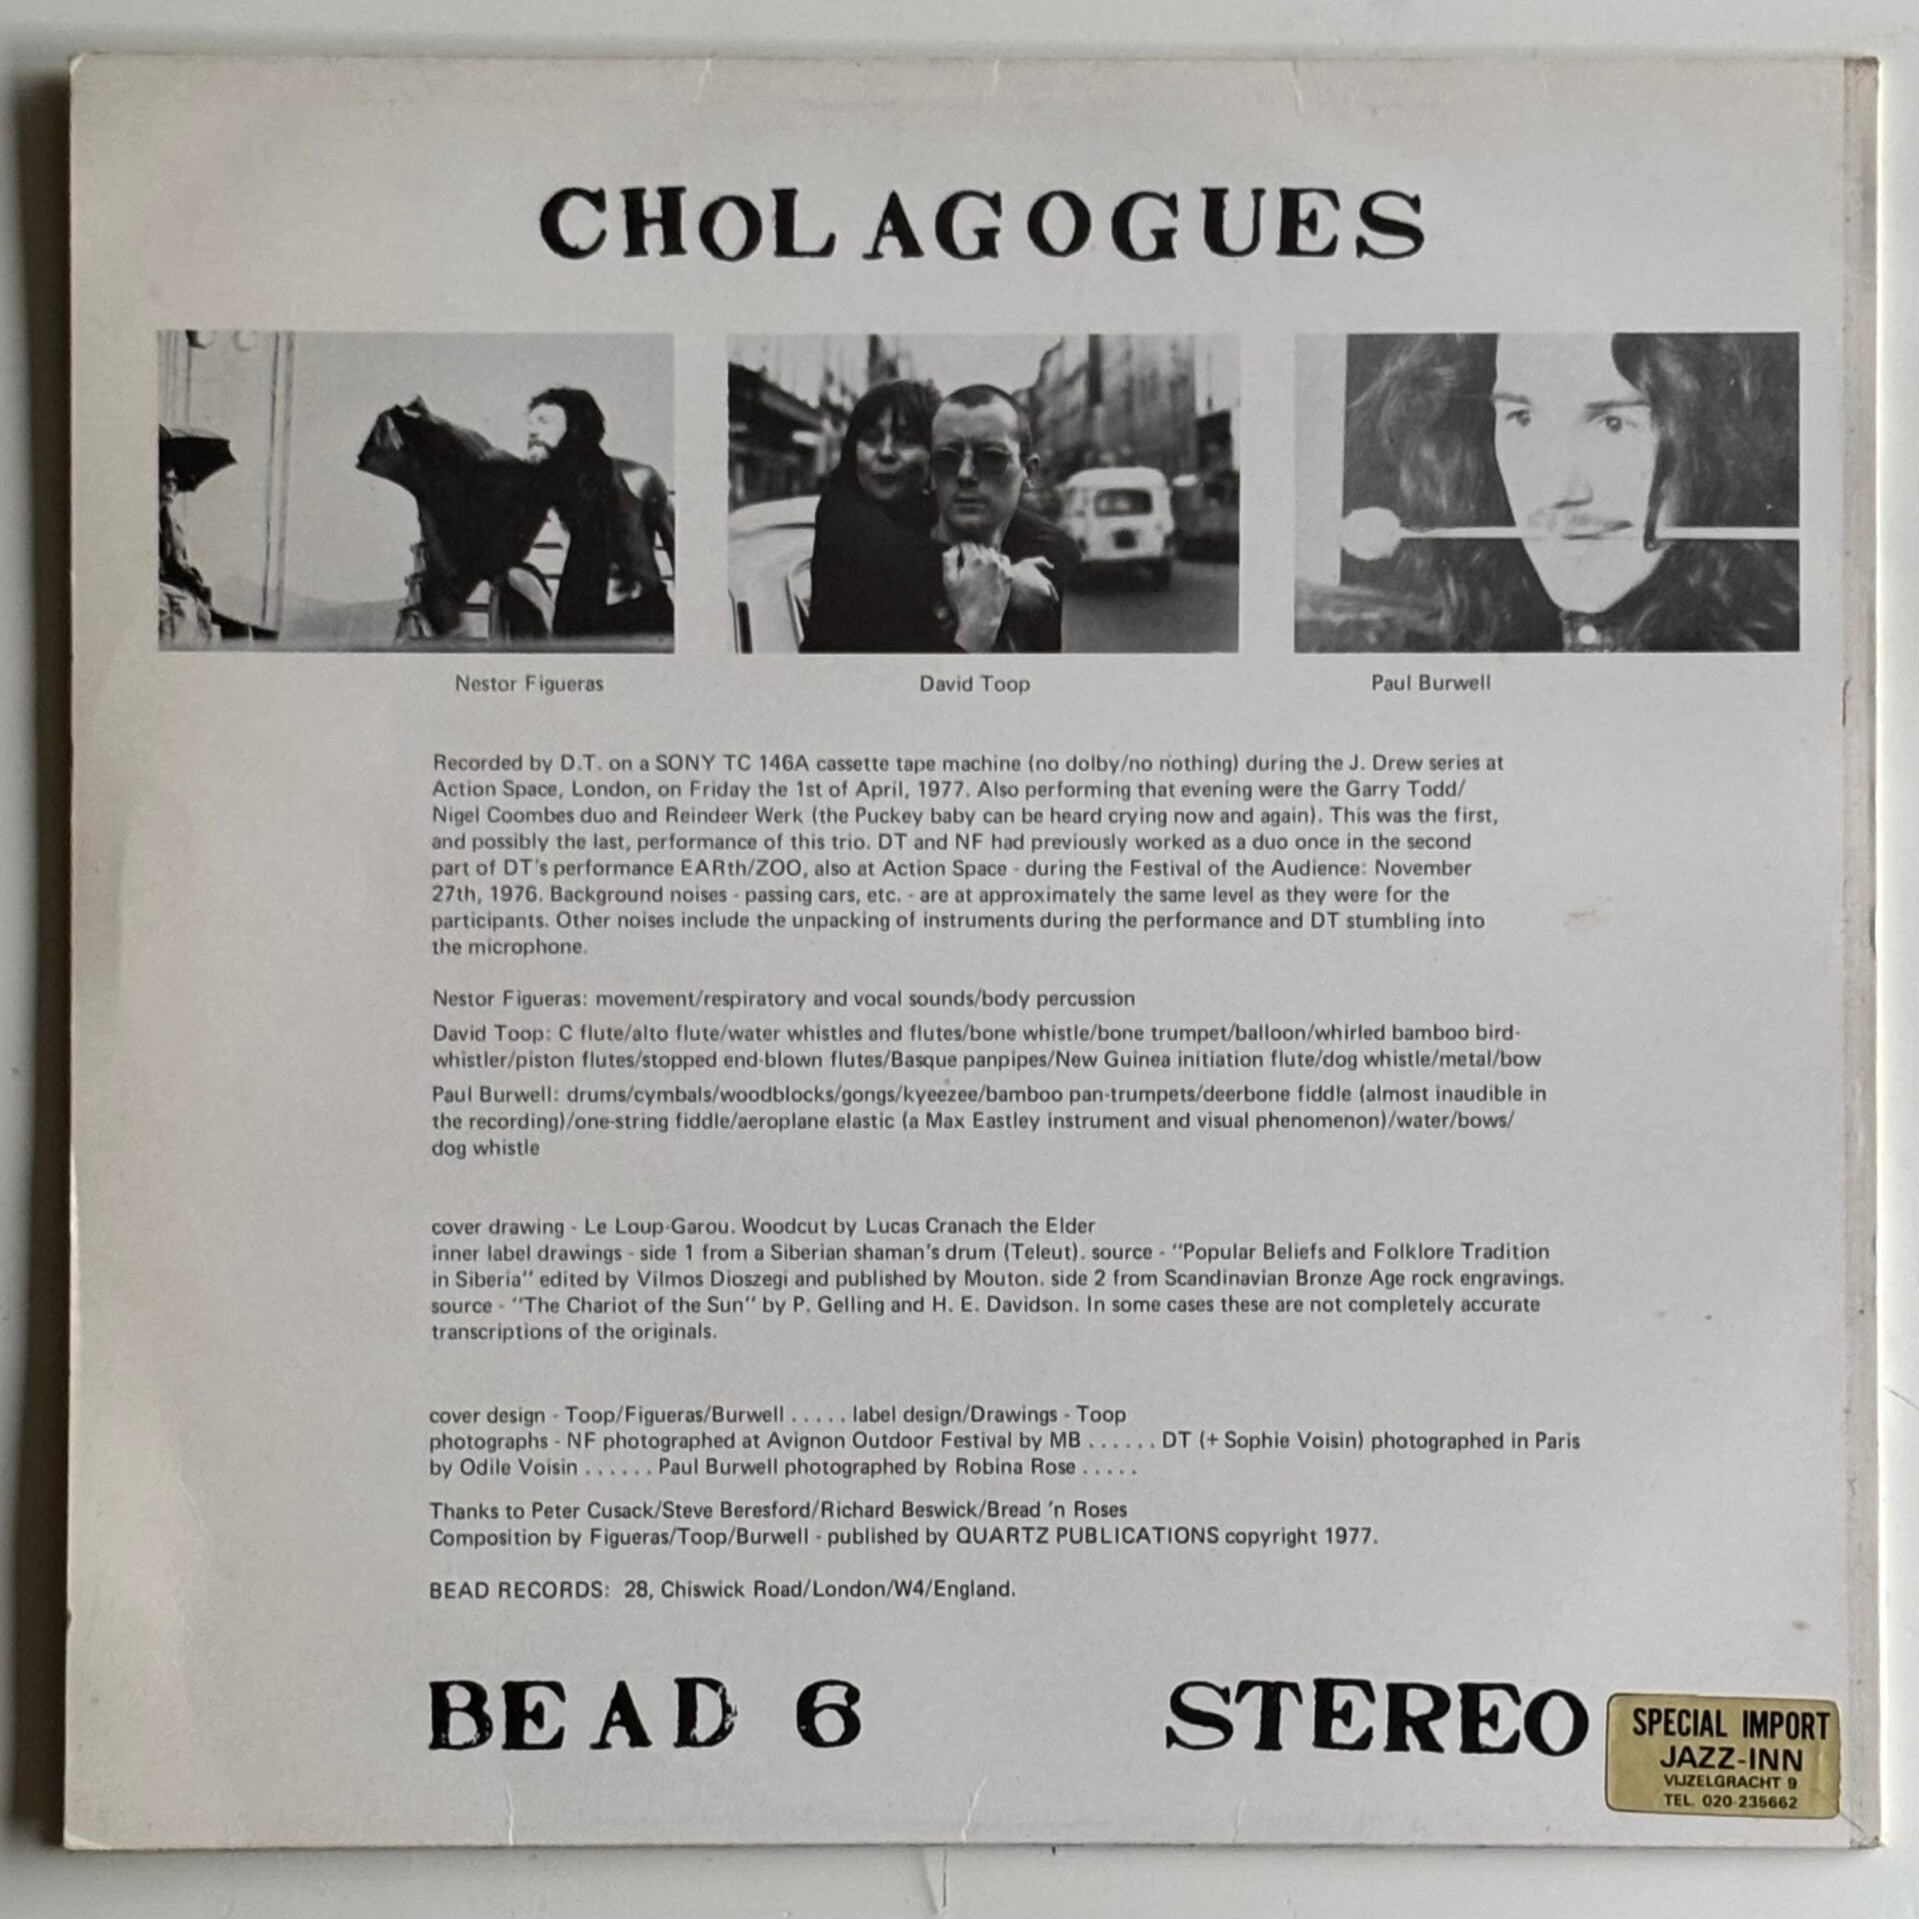 CHOLAGOGUES
Nestor Figueras
David Toop
Paul Burwell
Recorded by D.T. on a SONY TC 146A cassette tape machine (no dolby/no nothing) during the J. Drew series at
Action Space, London, on Friday the 1st of April, 1977. Also performing that evening were the Garry Todd/
Nigel Coombes duo and Reindeer Werk (the Puckey baby can be heard crying now and again). This was the first,
and possibly the last, performance of this trio. DT and NF had previously worked as a duo once in the second
part of DT's performance EARth/ZOO, also at Action Space - during the Festival of the Audience: November
27th, 1976. Background noises - passing cars, etc. - are at approximately the same level as they were for the
participants. Other noises include the unpacking of instruments during the performance and DT stumbling into
the microphone.
Nestor Figueras: movement/respiratory and vocal sounds/body percussion
David Toop: C flute/alto flute/water whistles and flutes/bone whistle/bone trumpet/balloon/whirled bamboo bird-
whistler/piston flutes/stopped end-blown flutes/Basque panpipes/New Guinea initiation flute/dog whistle/metal/bow
Paul Burwell: drums/cymbals/woodblocks/gongs/kyeezee/bamboo pan-trumpets/deerbone fiddle (almost inaudible in
the recording)/one-string fiddle/aeroplane elastic (a Max Eastley instrument and visual phenomenon)/water/bows/
dog whistle
cover drawing - Le Loup-Garou. Woodcut by Lucas Cranach the Elder
inner label drawings - side 1 from a Siberian shaman's drum (Teleut). source - "Popular Beliefs and Folklore Tradition
in Siberia" edited by Vilmos Dioszegi and published by Mouton. side 2 from Scandinavian Bronze Age rock engravings.
source - "The Chariot of the Sun" by P. Gelling and H. E. Davidson. In some cases these are not completely accurate
transcriptions of the originals.
cover design - Toop/Figueras/Burwell ..... label design/Drawings - Toop
photographs - NF photographed at Avignon Outdoor Festival by MB ...... DT (+ Sophie Voisin) photographed in Paris
by Odile Voisin ...... Paul Burwell photographed by Robina Rose .....
Thanks to Peter Cusack/Steve Beresford/Richard Beswick/Bread 'n Roses
Composition by Figueras/Toop/Burwell - published by QUARTZ PUBLICATIONS copyright 1977.
BEAD RECORDS: 28, Chiswick Road/London/W4/England.
BEAD 6 STEREO
SPECIAL IMPORT
JAZZ-INN
VIJZELGRACHT 9
TEL. 020-235662